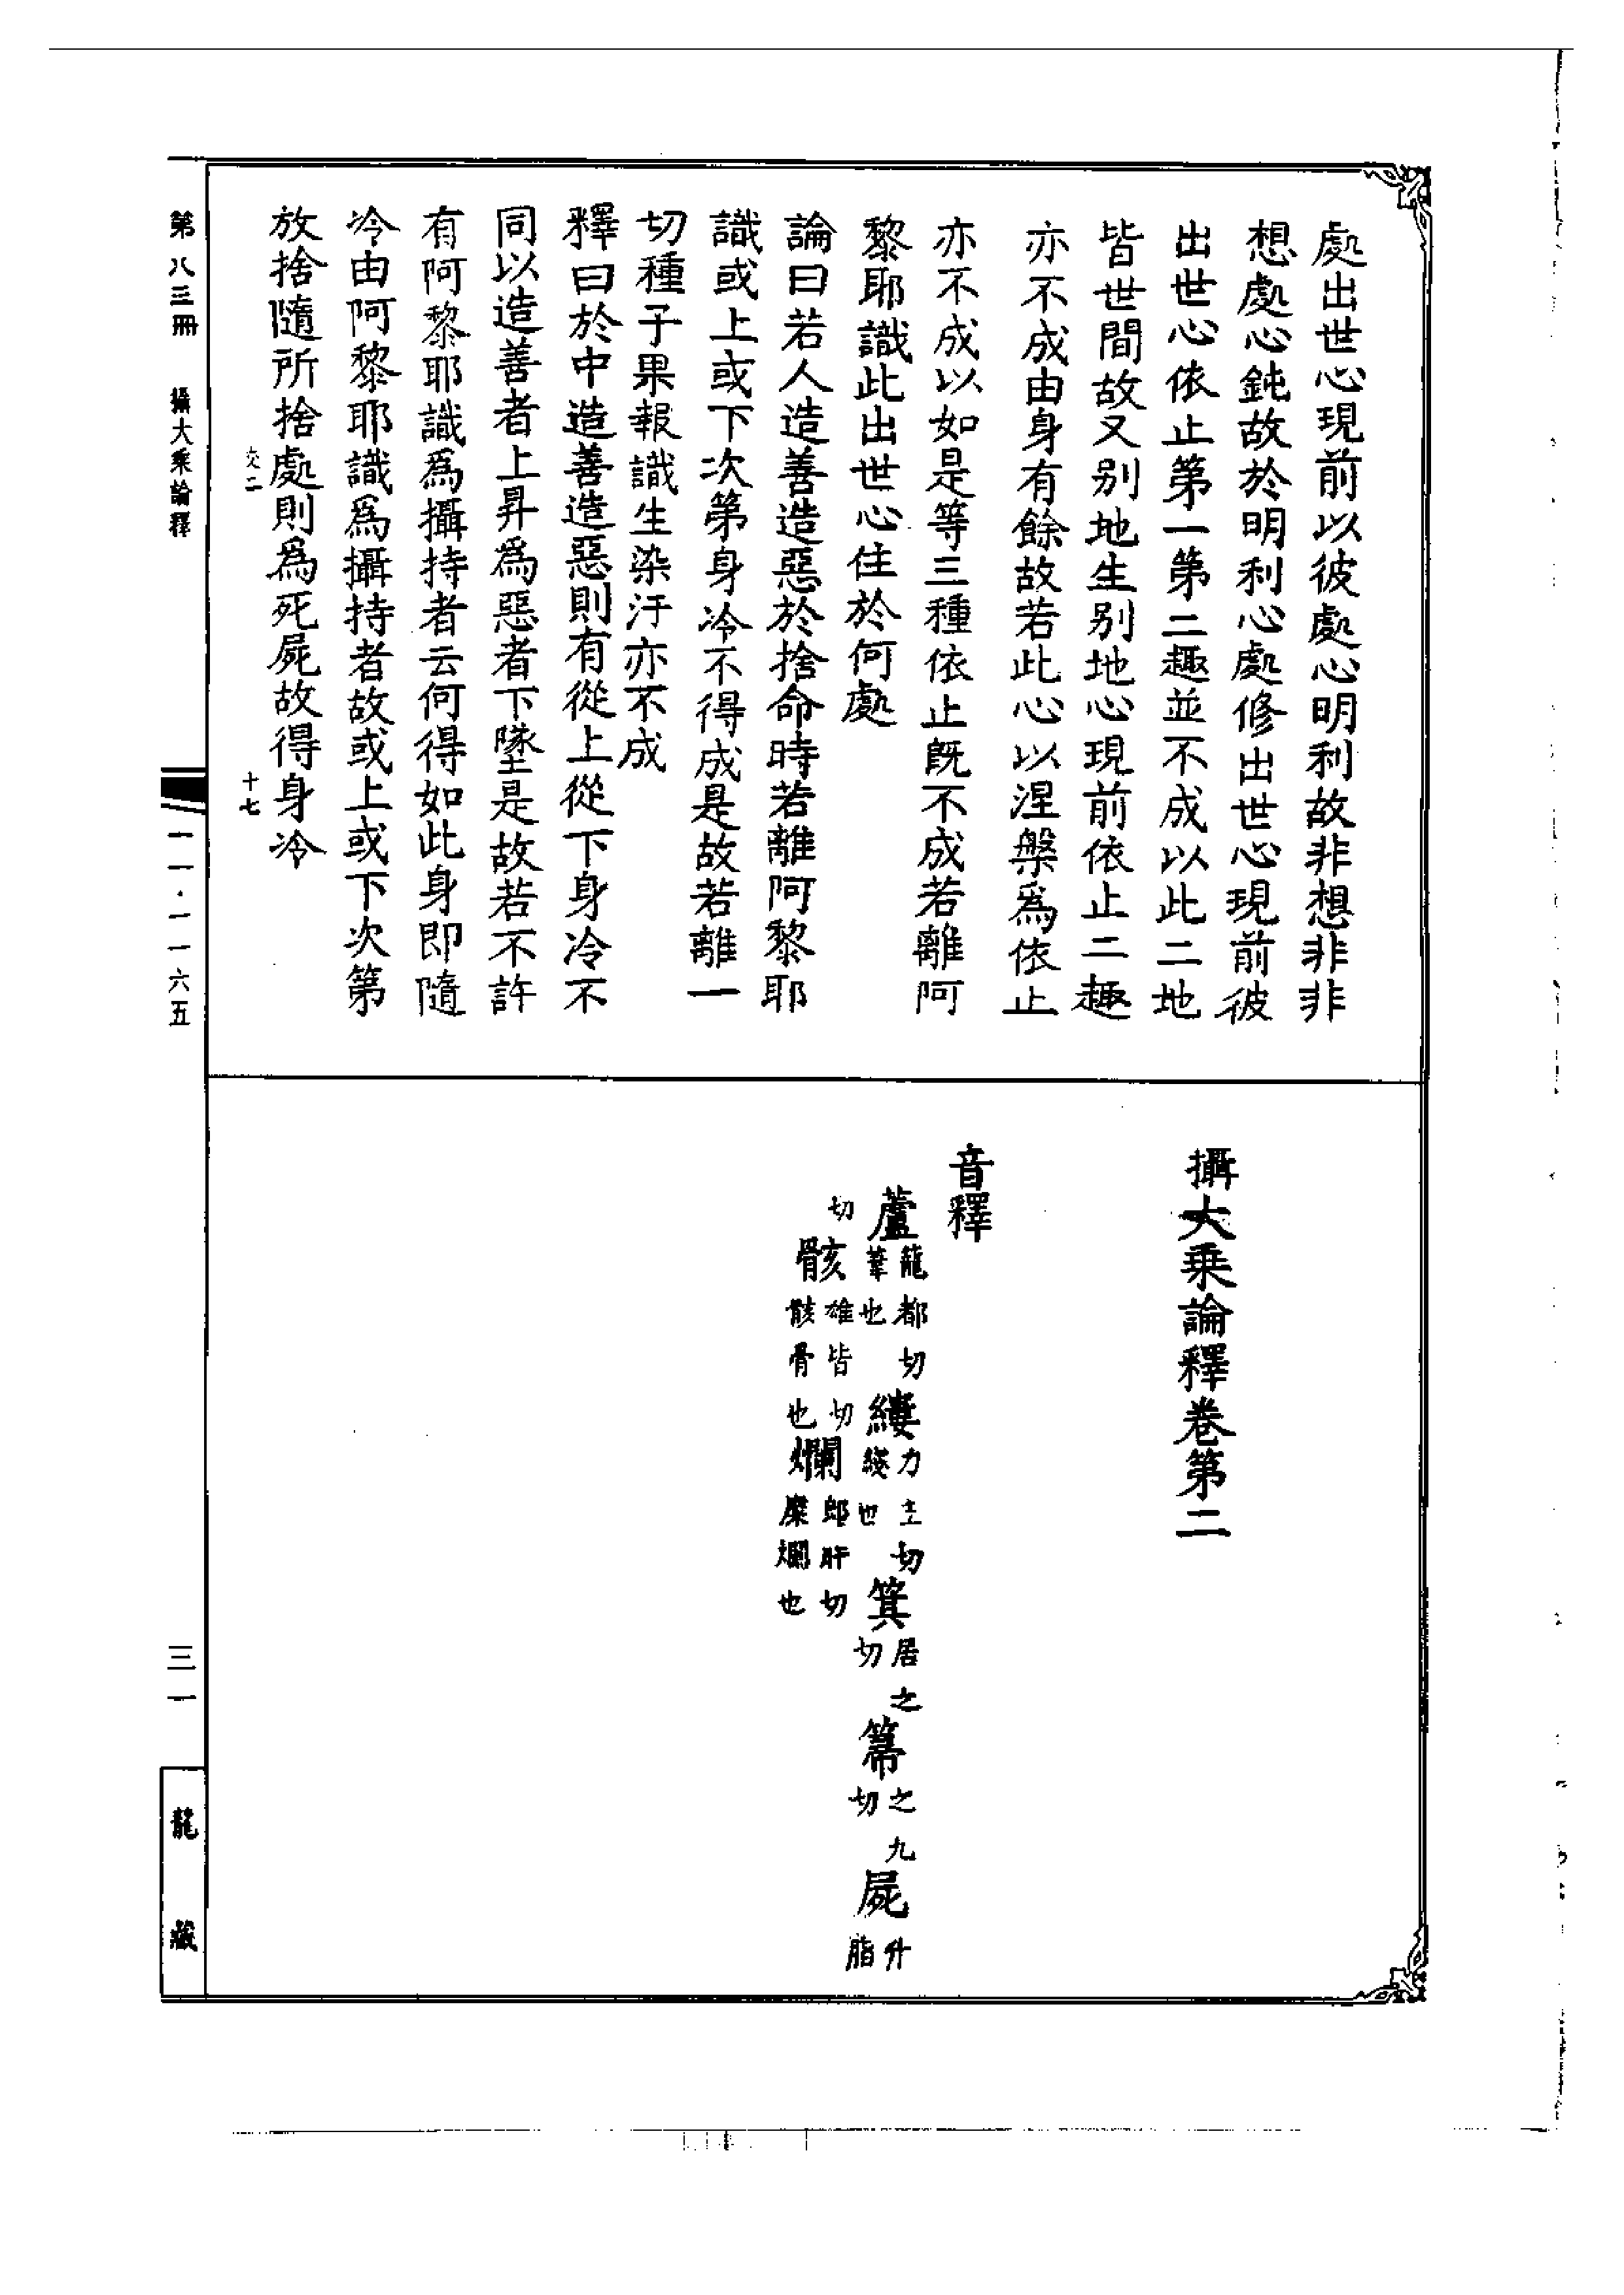 處出世心現前以彼處心明利故非想非非
想處心鈍故於明利心處修出世心現前彼
出世心依止第一第二趣並不成以此二地
皆世間故又別地生別地心現前依止二趣
亦不成由身有餘故若此心以涅槃爲依止
亦不成以如是等三種依止旣不成若離阿
黎耶識此出世心住於何處
論曰若人造善造惡於捨命時若離阿黎耶
識或上或下次第身冷不得成是故若離一
切種子果報識生染汙亦不成
釋曰於中造善造惡則有從上從下身冷不
同以造善者上昇爲惡者下墜是故若不許
有阿黎耶識爲攝持者云何得如此身即隨
冷由阿黎耶識爲攝持者故或上或下次第
放捨隨所捨處則爲死屍故得身冷
十七
攝大乘論釋卷第二
音釋
蘆籠都切葦也 縷力主切綫也 箕居之切 箒之九切 屍升脂
切 骸雄皆切骸骨也 爛郎肝切糜爛也
第八三冊 攝大乘論釋 一一·一一六五 三一 龍藏